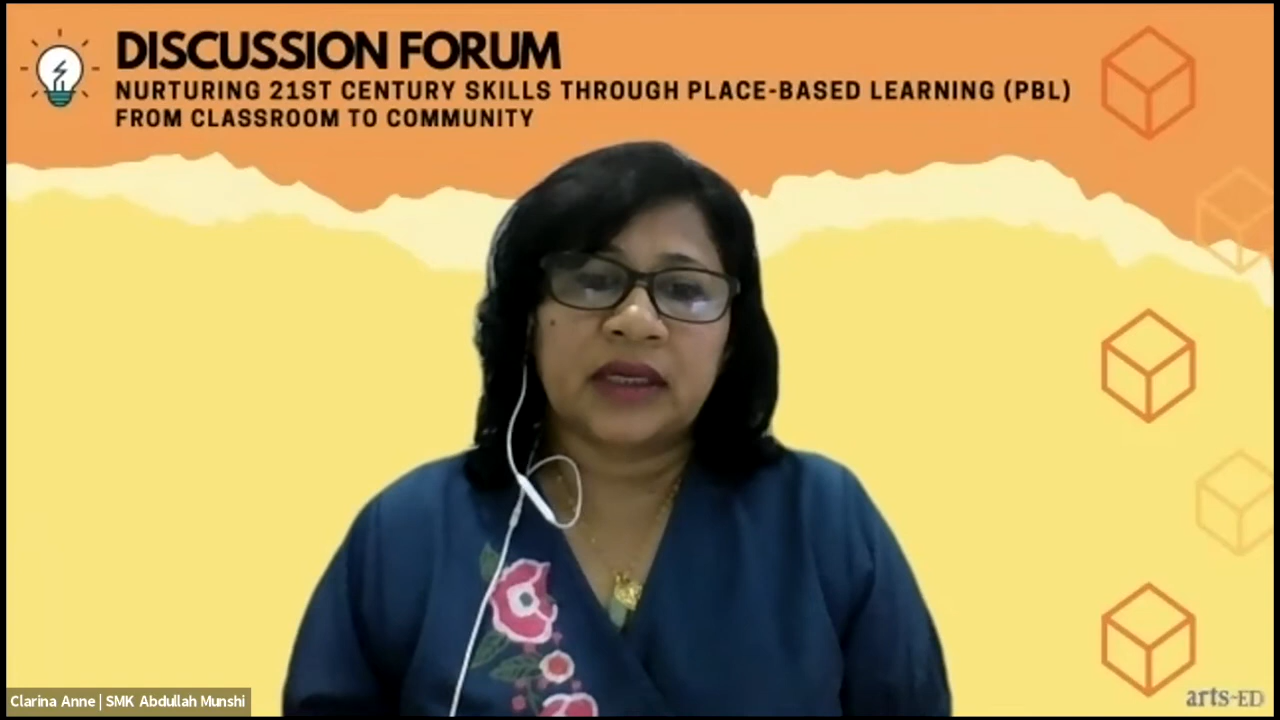 DISCUSSION FORUM
NURTURING 21ST CENTURY SKILLS THROUGH PLACE-BASED LEARNING (PBL)
FROM CLASSROOM TO COMMUNITY
Clarina Anne | SMK Abdullah Munshi
arts-ED